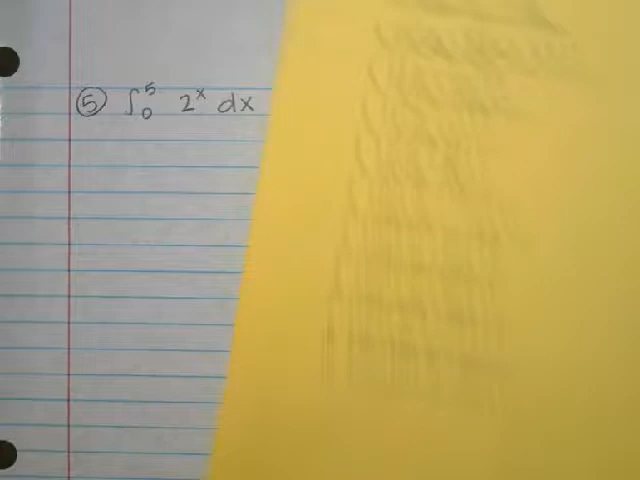 ⑤ ∫₀⁵ 2ˣ dx